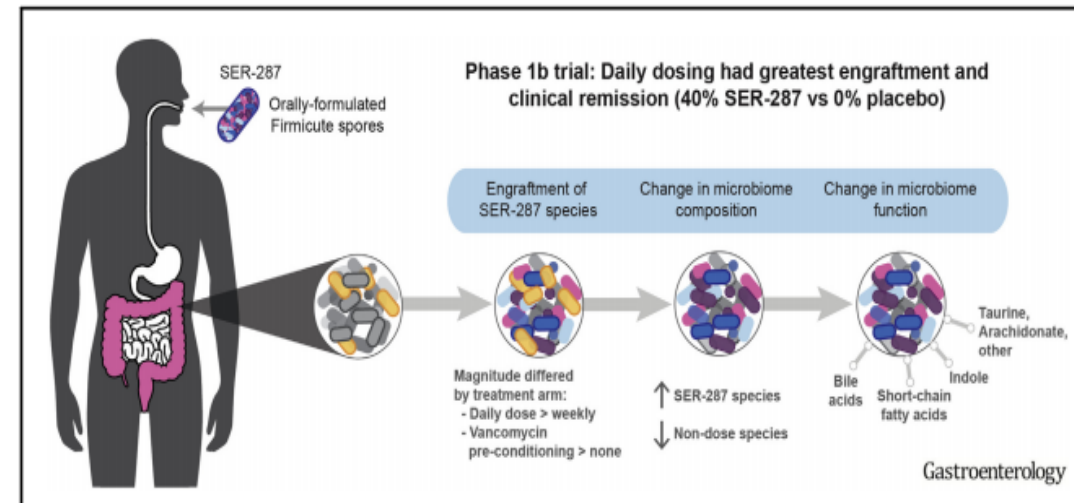 SER-287
Orally-formulated
Firmicute spores
Phase 1b trial: Daily dosing had greatest engraftment and
clinical remission (40% SER-287 vs 0% placebo)
Engraftment of
SER-287 species
Change in microbiome
composition
Change in microbiome
function
Magnitude differed
by treatment arm:
- Daily dose > weekly
- Vancomycin
pre-conditioning > none
↑ SER-287 species
↓ Non-dose species
Bile
acids
Short-chain
fatty acids
Indole
Taurine,
Arachidonate,
other
Gastroenterology